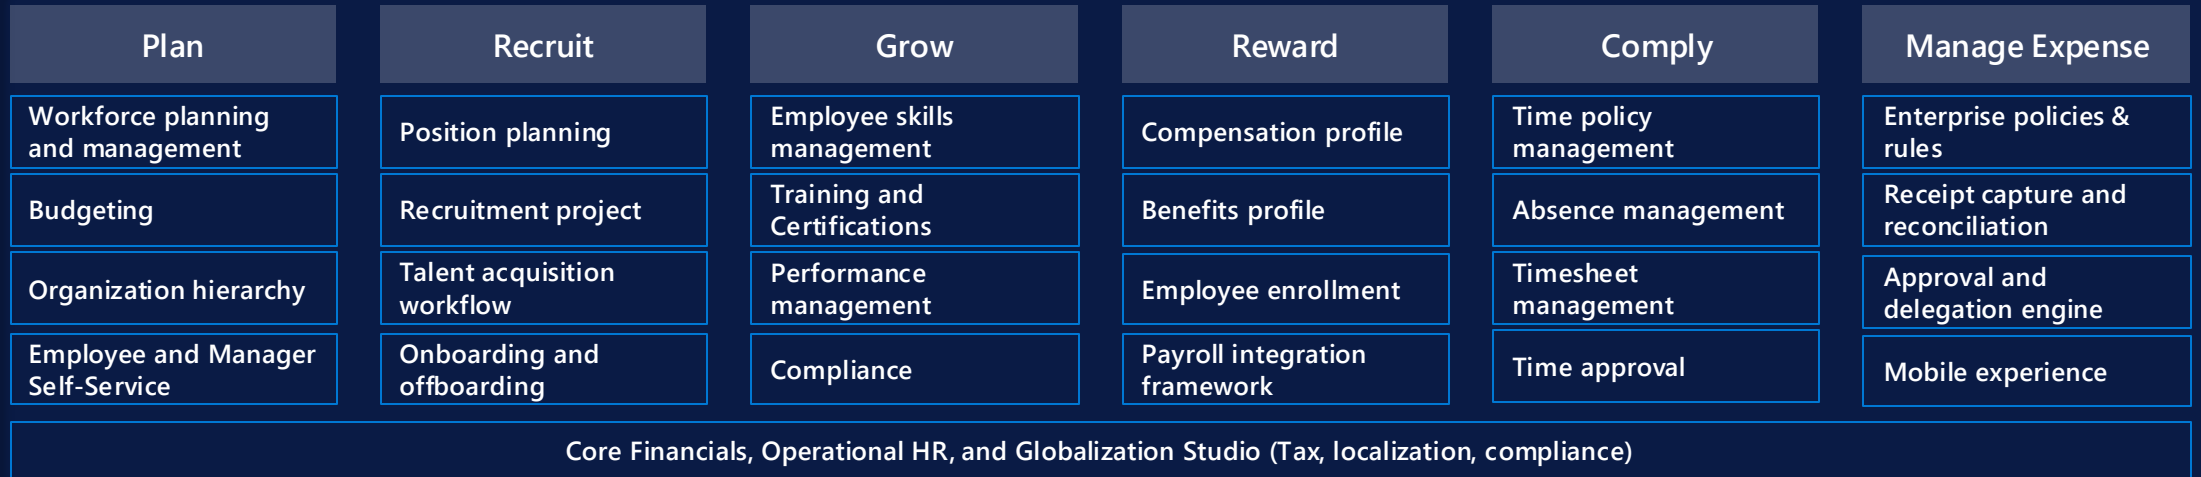 Plan
Workforce planning
and management
Budgeting
Organization hierarchy
Employee and Manager
Self-Service
Recruit
Position planning
Recruitment project
Talent acquisition
workflow
Onboarding and
offboarding
Grow
Employee skills
management
Training and
Certifications
Performance
management
Compliance
Reward
Compensation profile
Benefits profile
Employee enrollment
Payroll integration
framework
Comply
Time policy
management
Absence management
Timesheet
management
Time approval
Manage Expense
Enterprise policies &
rules
Receipt capture and
reconciliation
Approval and
delegation engine
Mobile experience
Core Financials, Operational HR, and Globalization Studio (Tax, localization, compliance)